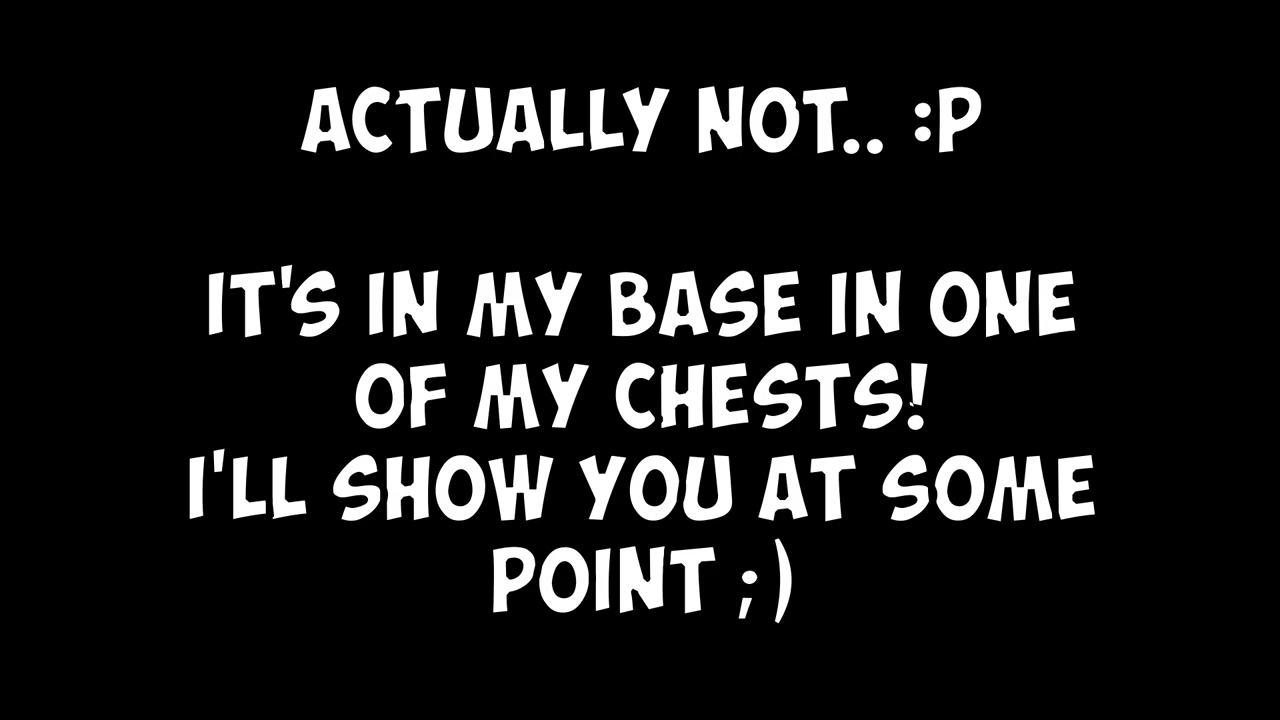 ACTUALLY NOT.. :P
IT'S IN MY BASE IN ONE
OF MY CHESTS!
I'LL SHOW YOU AT SOME
POINT ;)